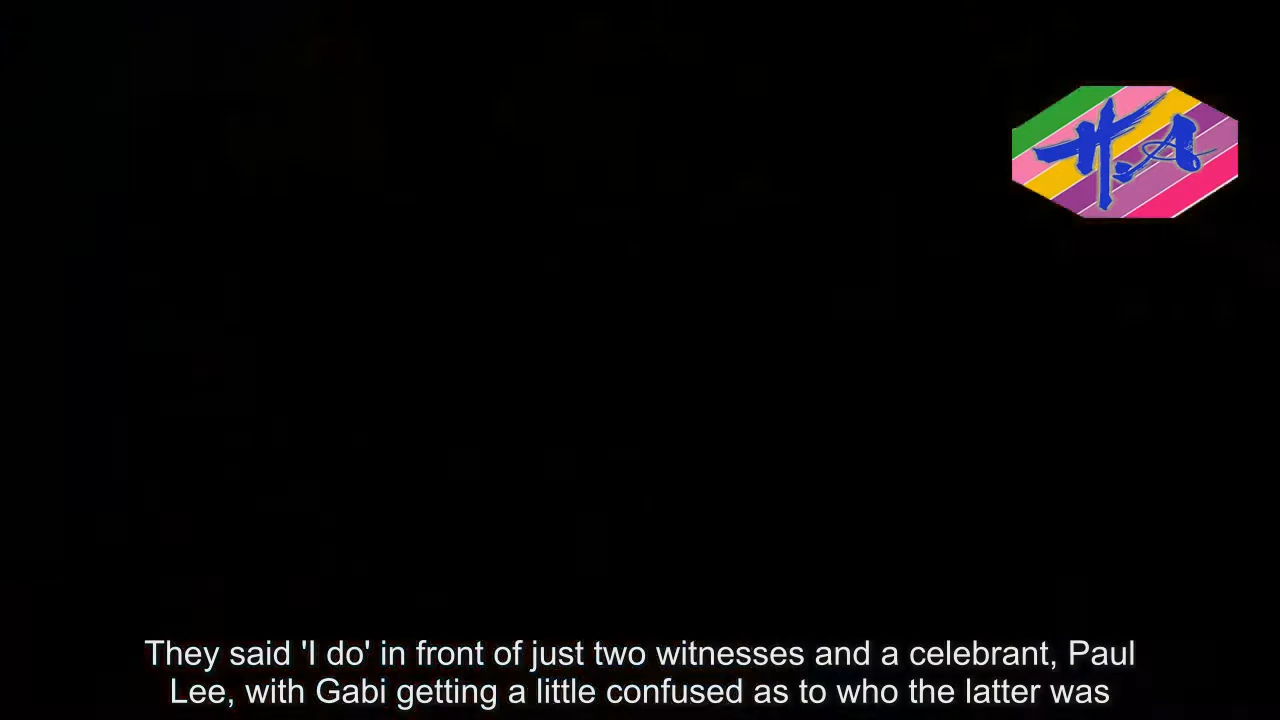 H.A
They said 'I do' in front of just two witnesses and a celebrant, Paul
Lee, with Gabi getting a little confused as to who the latter was